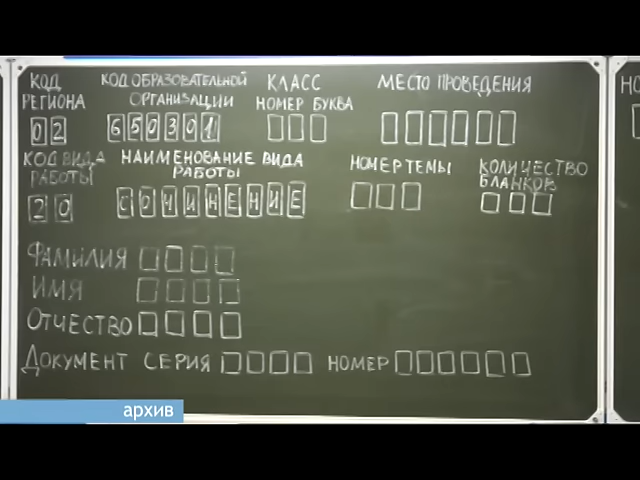 КОД КОД ОБРАЗОВАТЕЛЬНОЙ КЛАСС МЕСТО ПРОВЕДЕНИЯ
РЕГИОНА ОРГАНИЗАЦИИ НОМЕР БУКВА
02 650301
КОД ВИДА НАИМЕНОВАНИЕ ВИДА НОМЕР ТЕМЫ КОЛИЧЕСТВО
РАБОТЫ РАБОТЫ БЛАНКОВ
20 СОЧИНЕНИЕ
ФАМИЛИЯ
ИМЯ
ОТЧЕСТВО
ДОКУМЕНТ СЕРИЯ НОМЕР
архив